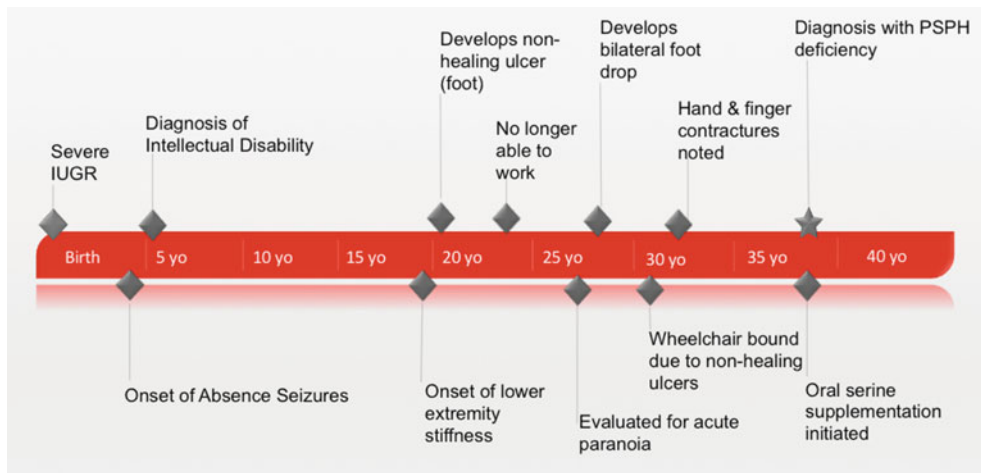 Develops non-
healing ulcer
(foot)
Develops
bilateral foot
drop
Diagnosis with PSPH
deficiency
Severe
IUGR
Diagnosis of
Intellectual Disability
No longer
able to
work
Hand & finger
contractures
noted
Birth
5 yo
10 yo
15 yo
20 yo
25 yo
30 yo
35 yo
40 yo
Onset of Absence Seizures
Onset of lower
extremity
stiffness
Evaluated for acute
paranoia
Wheelchair bound
due to non-healing
ulcers
Oral serine
supplementation
initiated